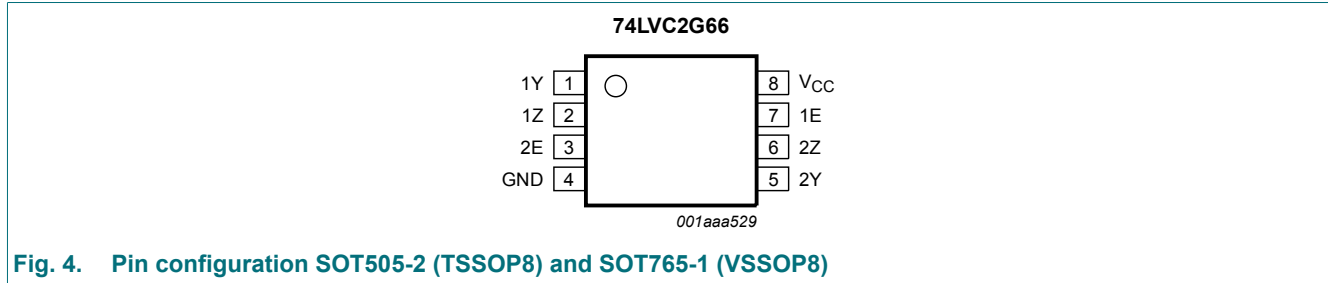 74LVC2G66
1Y 1 8 VCC
1Z 2 7 1E
2E 3 6 2Z
GND 4 5 2Y
001aaa529
Fig. 4. Pin configuration SOT505-2 (TSSOP8) and SOT765-1 (VSSOP8)